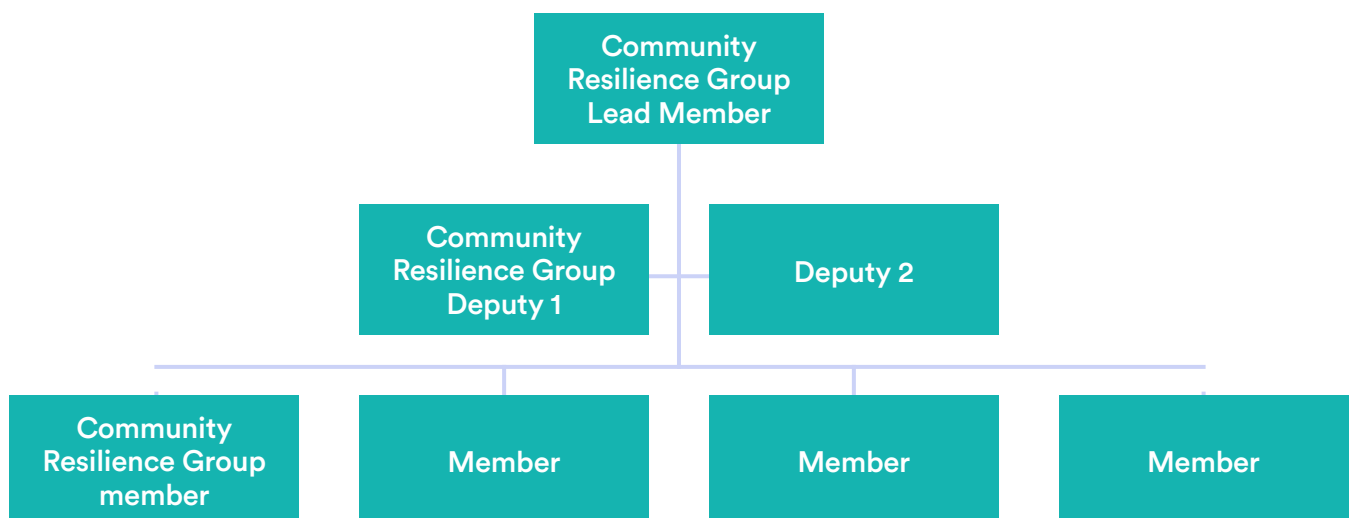 Community
Resilience Group
Lead Member
Community
Resilience Group
Deputy 1
Deputy 2
Community
Resilience Group
member
Member
Member
Member